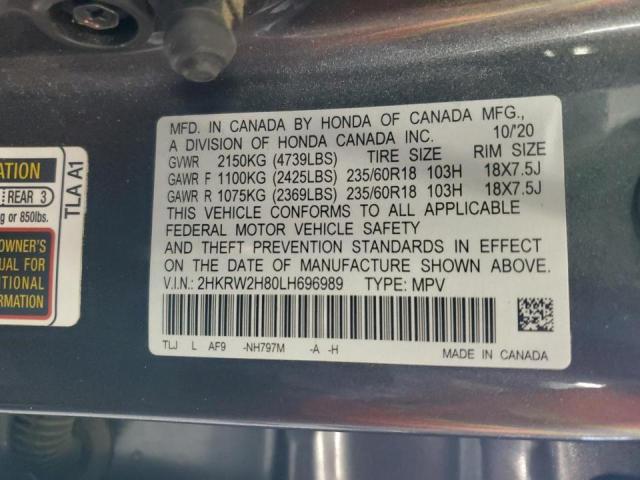 MFD. IN CANADA BY HONDA OF CANADA MFG.,
A DIVISION OF HONDA CANADA INC. 10/'20
GVWR 2150KG (4739LBS) TIRE SIZE RIM SIZE
GAWR F 1100KG (2425LBS) 235/60R18 103H 18X7.5J
GAWR R 1075KG (2369LBS) 235/60R18 103H 18X7.5J
THIS VEHICLE CONFORMS TO ALL APPLICABLE
FEDERAL MOTOR VEHICLE SAFETY
AND THEFT PREVENTION STANDARDS IN EFFECT
ON THE DATE OF MANUFACTURE SHOWN ABOVE.
V.I.N.: 2HKRW2H80LH696989 TYPE: MPV
TLJ L AF9 -NH797M -A -H
MADE IN CANADA
REAR 3
or 850lbs.
OWNER'S
FOR
TLA A1